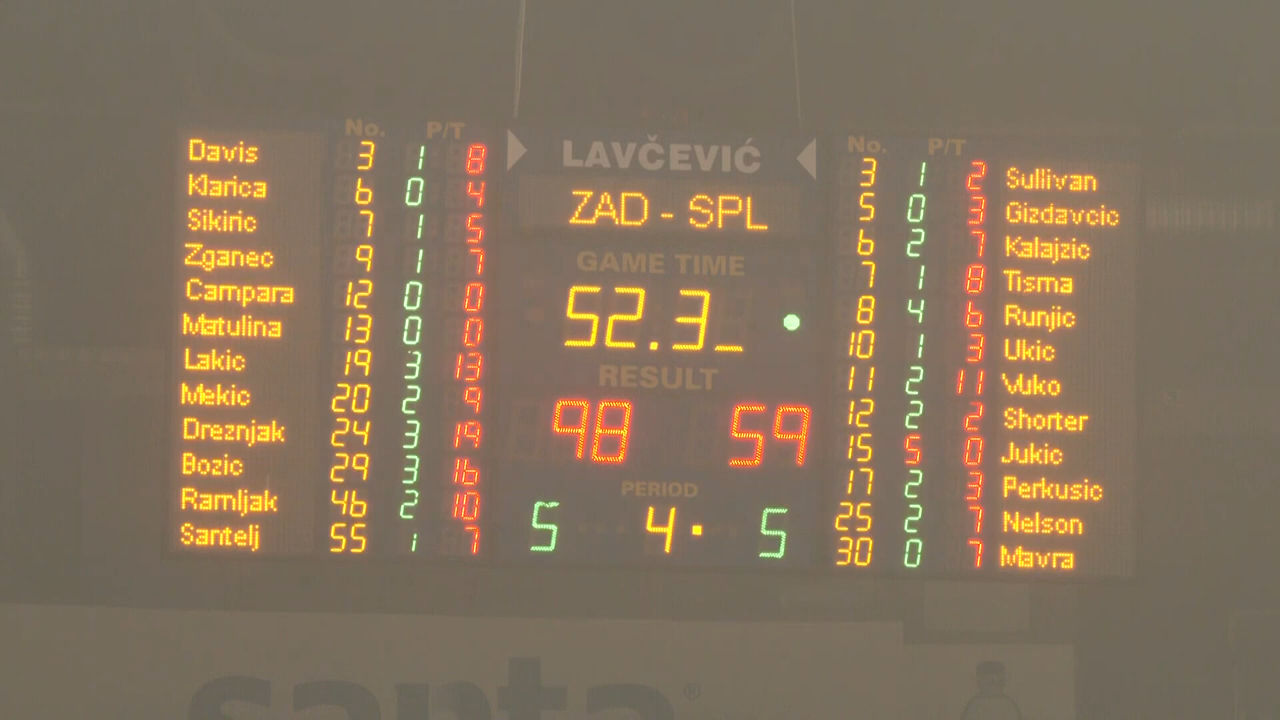 No. P/T
Davis 3 1 8
Klarica 6 0 4
Sikiric 7 1 5
Zganec 9 1 7
Campara 12 0 0
Matulina 13 0 0
Lakic 19 3 13
Mekic 20 2 9
Dreznjak 24 3 19
Bozic 29 3 16
Ramljak 46 2 10
Santelj 55 1 7
LAVČEVIĆ
ZAD - SPL
GAME TIME
52.3_
RESULT
98 59
PERIOD
5 4 5
No. P/T
3 1 2 Sullivan
5 0 3 Gizdavcic
6 2 7 Kalajzic
7 1 8 Tisma
8 4 6 Runjic
10 1 3 Ukic
11 2 11 Vuko
12 2 2 Shorter
15 5 0 Jukic
17 2 3 Perkusic
25 2 7 Nelson
30 0 7 Mavra
santa®